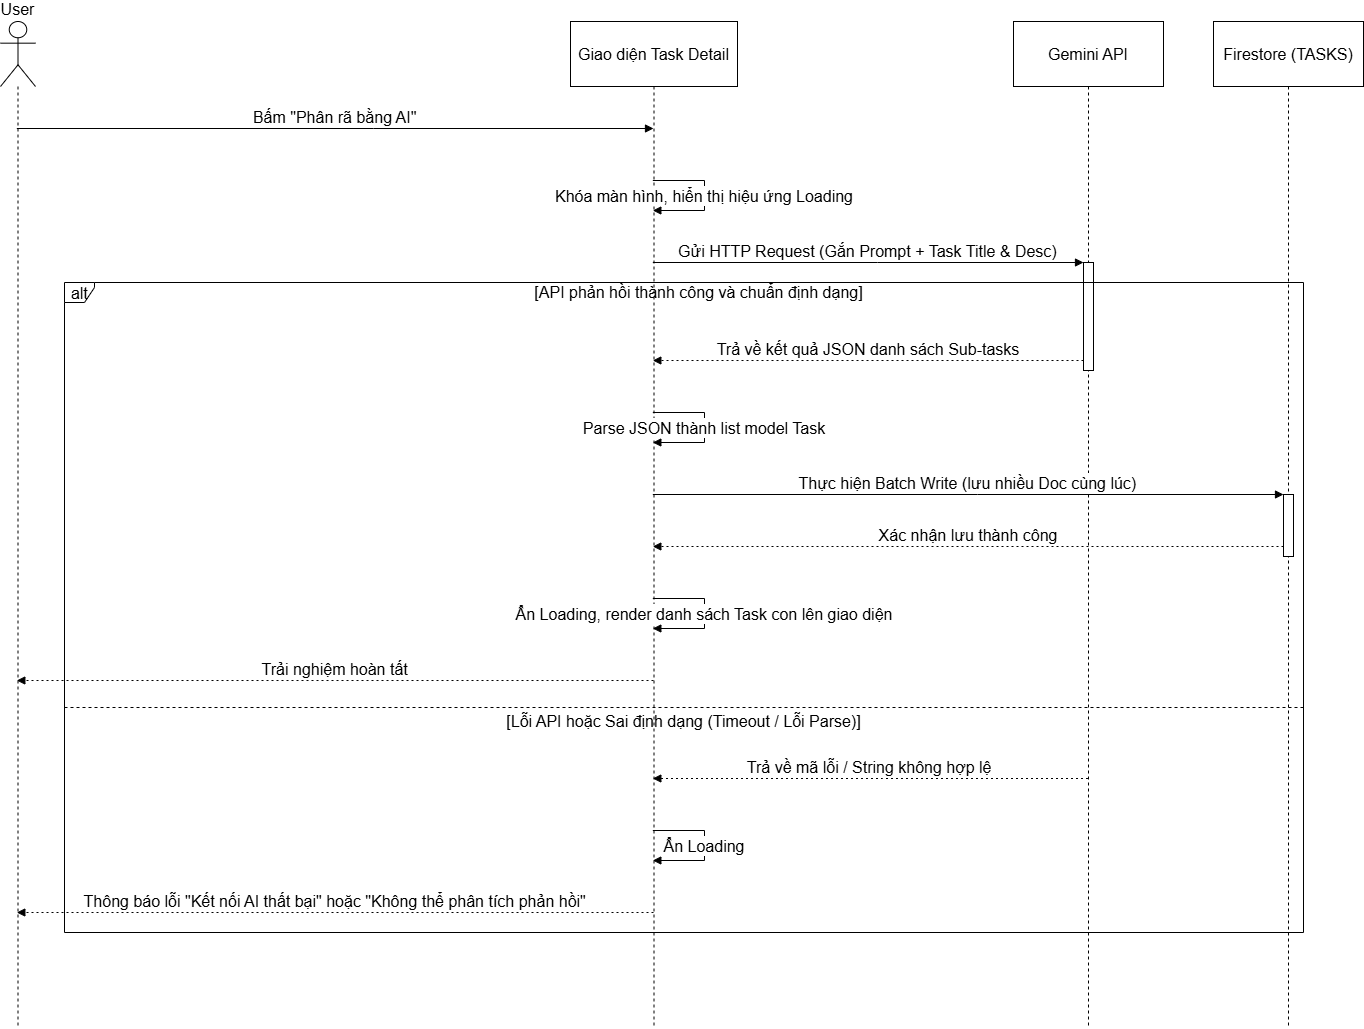 User
Giao diện Task Detail
Gemini API
Firestore (TASKS)
Bấm "Phân rã bằng AI"
Khóa màn hình, hiển thị hiệu ứng Loading
Gửi HTTP Request (Gắn Prompt + Task Title & Desc)
alt
[API phản hồi thành công và chuẩn định dạng]
Trả về kết quả JSON danh sách Sub-tasks
Parse JSON thành list model Task
Thực hiện Batch Write (lưu nhiều Doc cùng lúc)
Xác nhận lưu thành công
Ẩn Loading, render danh sách Task con lên giao diện
Trải nghiệm hoàn tất
[Lỗi API hoặc Sai định dạng (Timeout / Lỗi Parse)]
Trả về mã lỗi / String không hợp lệ
Ẩn Loading
Thông báo lỗi "Kết nối AI thất bại" hoặc "Không thể phân tích phản hồi"